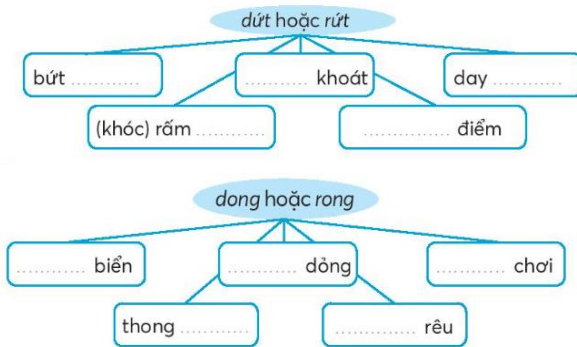 dứt hoặc rứt
bứt ............
............ khoát
day ............
(khóc) rấm ............
............ điểm
dong hoặc rong
............ biển
............ dỏng
............ chơi
thong ............
............ rêu